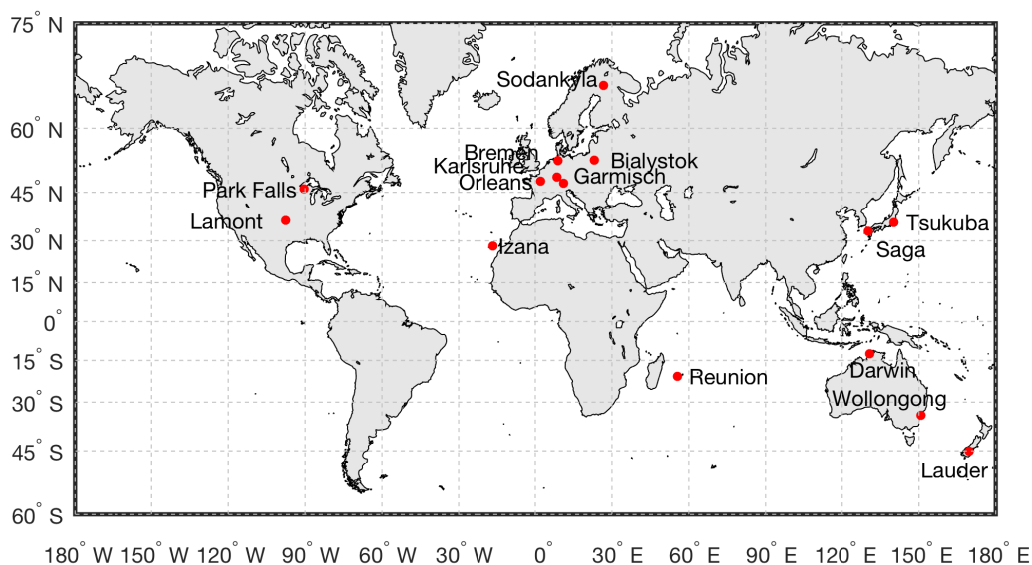 75° N
Sodankyla
60° N
Bremen
Bialystok
Karlsruhe
Garmisch
Orleans
45° N
Park Falls
Lamont
Tsukuba
30° N
Izana
Saga
15° N
0°
15° S
Darwin
Reunion
30° S
Wollongong
45° S
Lauder
60° S
180° W 150° W 120° W 90° W 60° W 30° W 0° 30° E 60° E 90° E 120° E 150° E 180° E